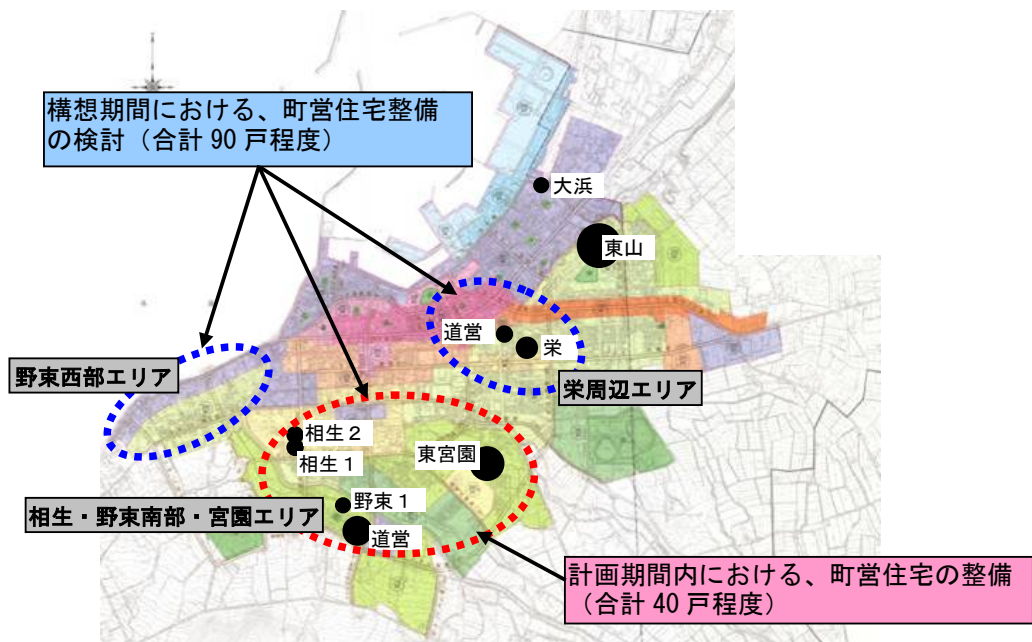 構想期間における、町営住宅整備
の検討（合計 90 戸程度）
大浜
東山
道営
栄
野束西部エリア
栄周辺エリア
相生２
相生１
東宮園
野束１
相生・野束南部・宮園エリア
道営
計画期間内における、町営住宅の整備
（合計 40 戸程度）